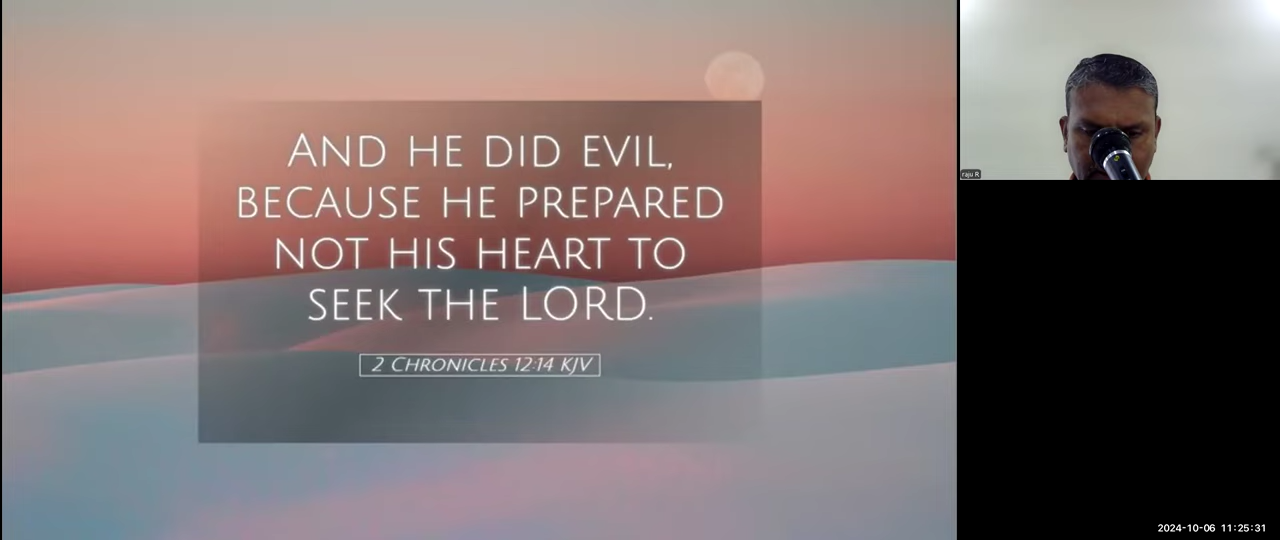 AND HE DID EVIL,
BECAUSE HE PREPARED
NOT HIS HEART TO
SEEK THE LORD.
2 CHRONICLES 12:14 KJV
raju R
2024-10-06 11:25:31